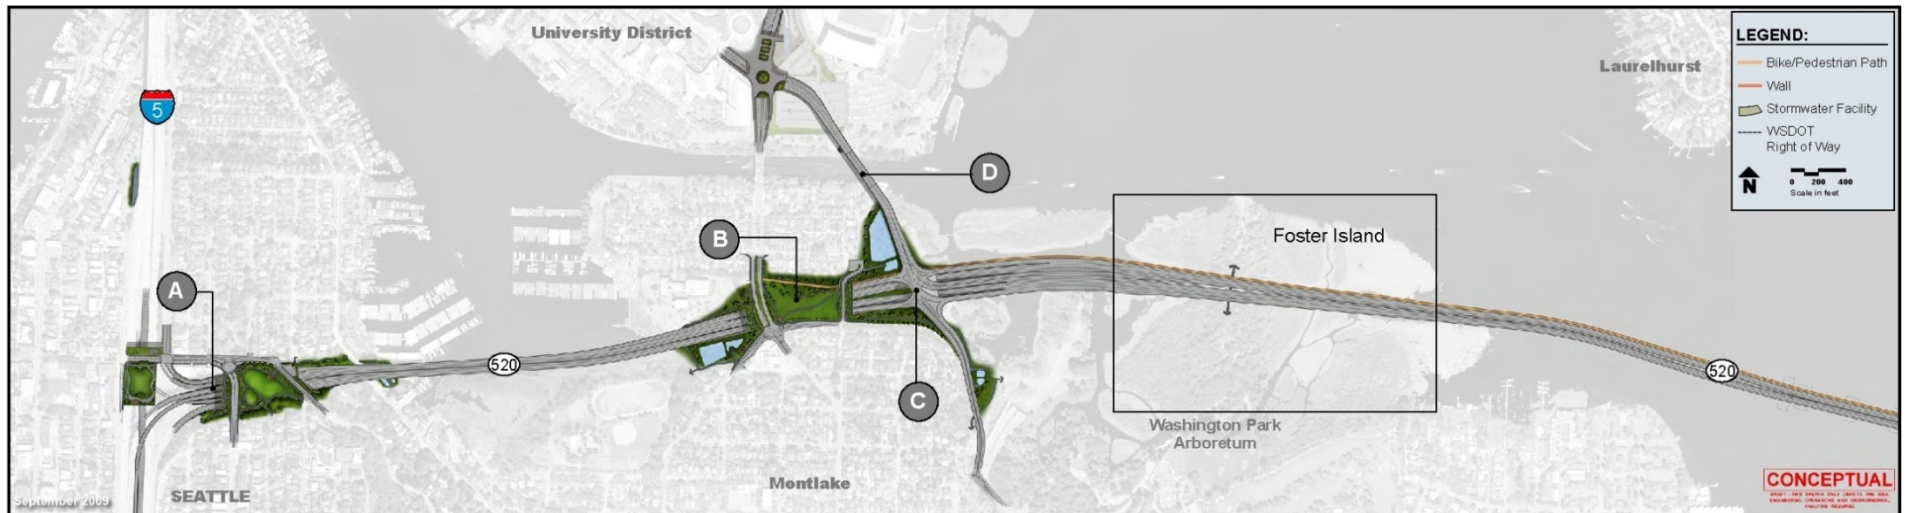 University District
Laurelhurst
LEGEND:
Bike/Pedestrian Path
Wall
Stormwater Facility
WSDOT
Right of Way
N
0 200 400
Scale in feet
5
D
B
Foster Island
A
520
C
520
Washington Park
Arboretum
Montlake
SEATTLE
September 2009
CONCEPTUAL